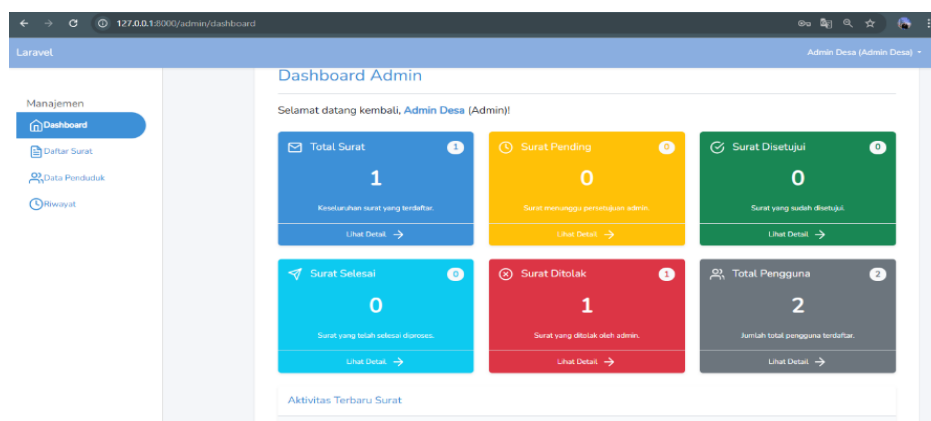 127.0.0.1:8000/admin/dashboard
Laravel
Admin Desa (Admin Desa)
Manajemen
Dashboard
Daftar Surat
Data Penduduk
Riwayat
Dashboard Admin
Selamat datang kembali, Admin Desa (Admin)!
Total Surat 1
1
Keseluruhan surat yang terdaftar.
Lihat Detail →
Surat Pending 0
0
Surat menunggu persetujuan admin.
Lihat Detail →
Surat Disetujui 0
0
Surat yang sudah disetujui.
Lihat Detail →
Surat Selesai 0
0
Surat yang telah selesai diproses.
Lihat Detail →
Surat Ditolak 1
1
Surat yang ditolak oleh admin.
Lihat Detail →
Total Pengguna 2
2
Jumlah total pengguna terdaftar.
Lihat Detail →
Aktivitas Terbaru Surat